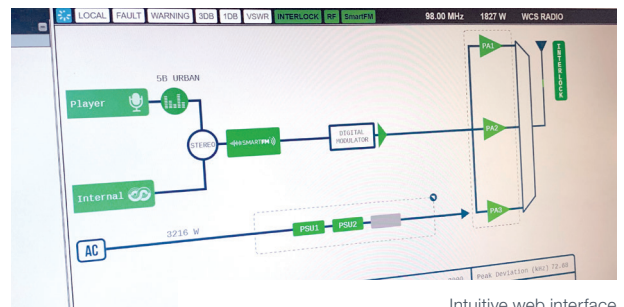 LOCAL FAULT WARNING 3DB 1DB VSWR INTERLOCK RF SmartFM 98.00 MHz 1827 W WCS RADIO
5B URBAN
Player
STEREO
SMARTFM
DIGITAL MODULATOR
Internal
PA1
PA2
PA3
INTERLOCK
AC
3216 W
PSU1 PSU2
Peak Deviation (kHz) 72.80
Intuitive web interface